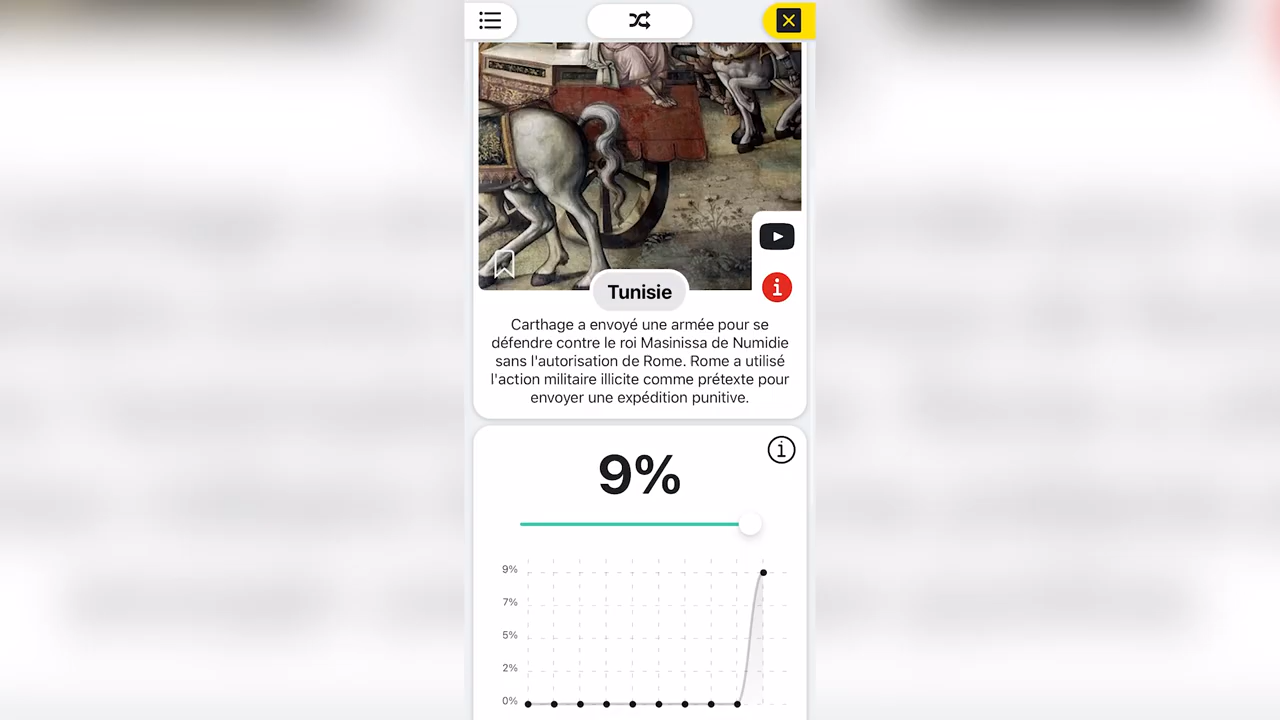 Tunisie
Carthage a envoyé une armée pour se
défendre contre le roi Masinissa de Numidie
sans l'autorisation de Rome. Rome a utilisé
l'action militaire illicite comme prétexte pour
envoyer une expédition punitive.
9%
9%
7%
5%
2%
0%